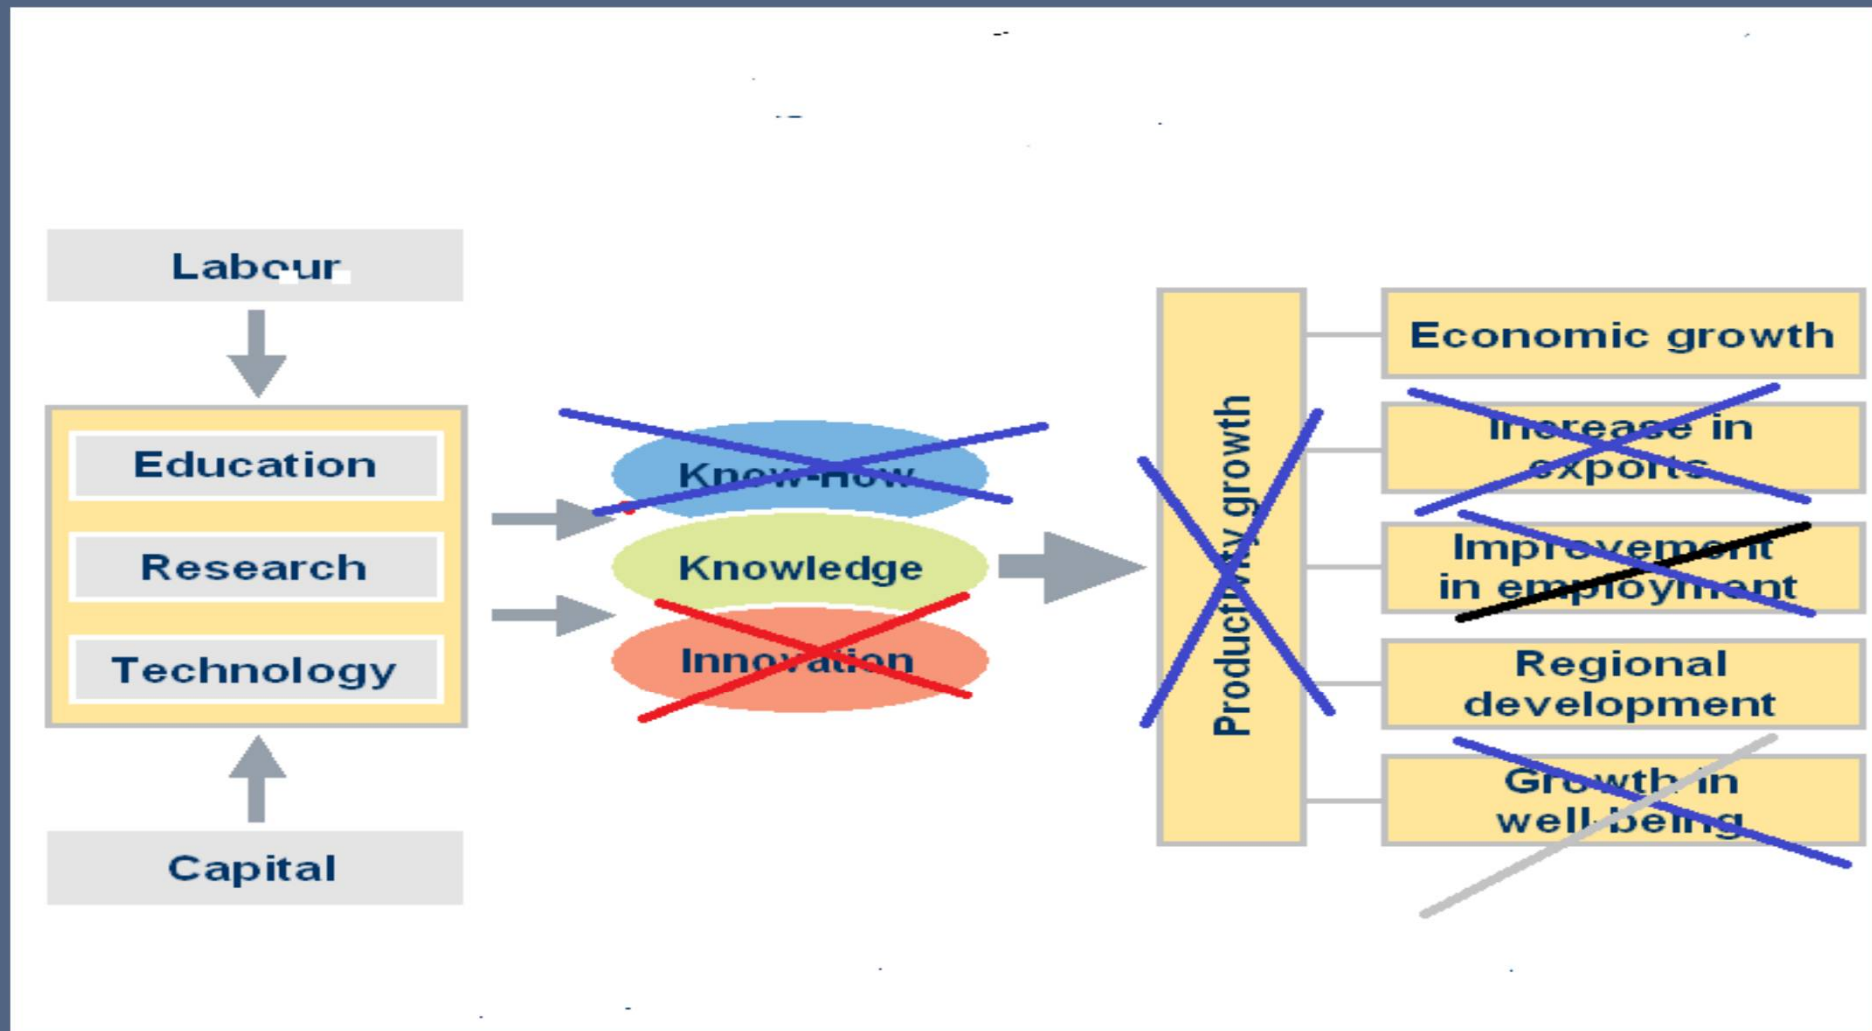 Labour
Education
Research
Technology
Capital
Know-How
Knowledge
Innovation
Productivity growth
Economic growth
Increase in
exports
Improvement
in employment
Regional
development
Growth in
well-being